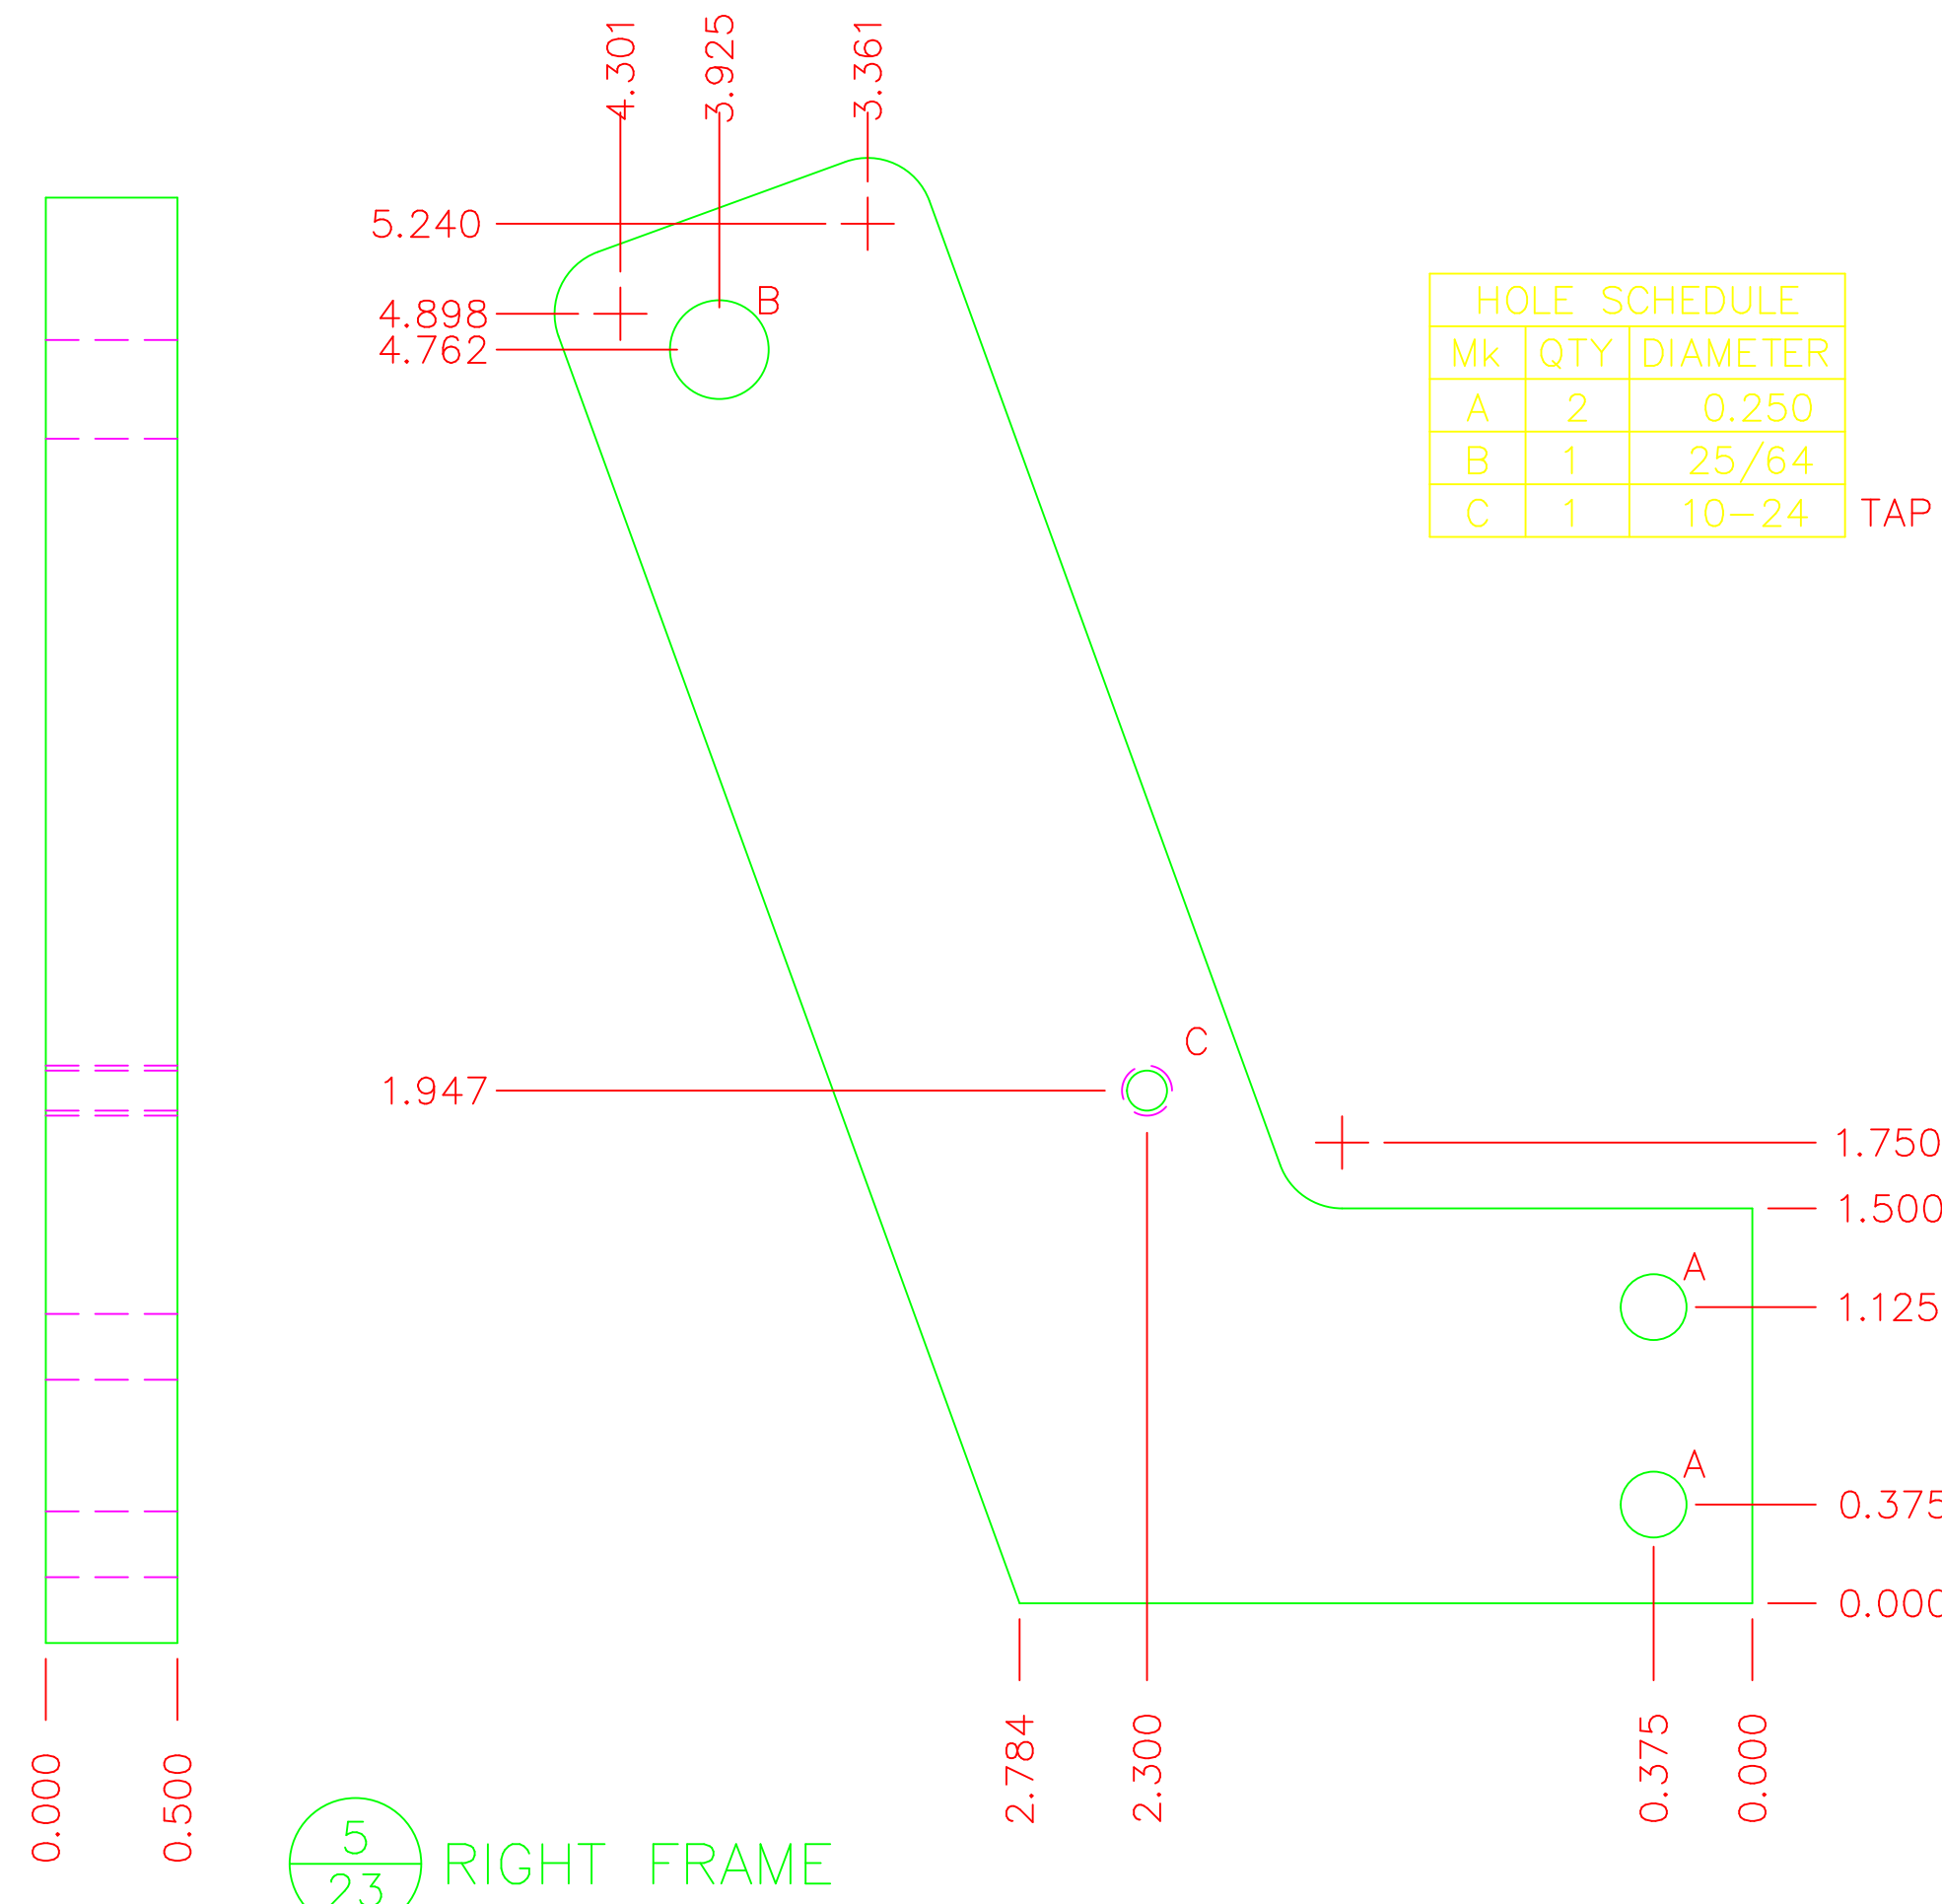 4.301
3.925
3.361
5.240
4.898
4.762
B
HOLE SCHEDULE
Mk QTY DIAMETER
A 2 0.250
B 1 25/64
C 1 10-24 TAP
C
1.947
1.750
1.500
A
1.125
A
0.375
0.000
0.000
0.500
2.784
2.300
0.375
0.000
5
23
RIGHT FRAME